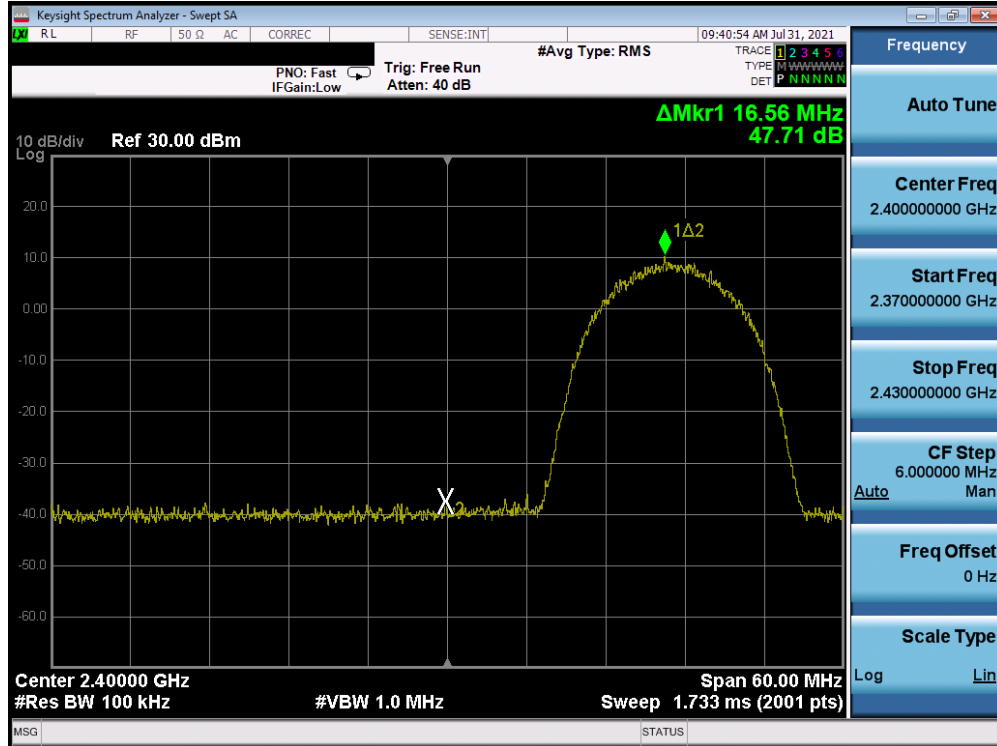 Keysight Spectrum Analyzer - Swept SA
LXI RL RF 50 Ω AC CORREC SENSE:INT 09:40:54 AM Jul 31, 2021
#Avg Type: RMS
TRACE 1 2 3 4 5 6
PNO: Fast Trig: Free Run
TYPE M WWWWW
IFGain:Low Atten: 40 dB
DET P N N N N N
ΔMkr1 16.56 MHz
47.71 dB
10 dB/div Ref 30.00 dBm
Log
20.0
10.0
0.00
-10.0
-20.0
-30.0
-40.0
-50.0
-60.0
1Δ2
X2
Center 2.40000 GHz Span 60.00 MHz
#Res BW 100 kHz #VBW 1.0 MHz Sweep 1.733 ms (2001 pts)
MSG STATUS
Frequency
Auto Tune
Center Freq
2.400000000 GHz
Start Freq
2.370000000 GHz
Stop Freq
2.430000000 GHz
CF Step
6.000000 MHz
Auto Man
Freq Offset
0 Hz
Scale Type
Log Lin